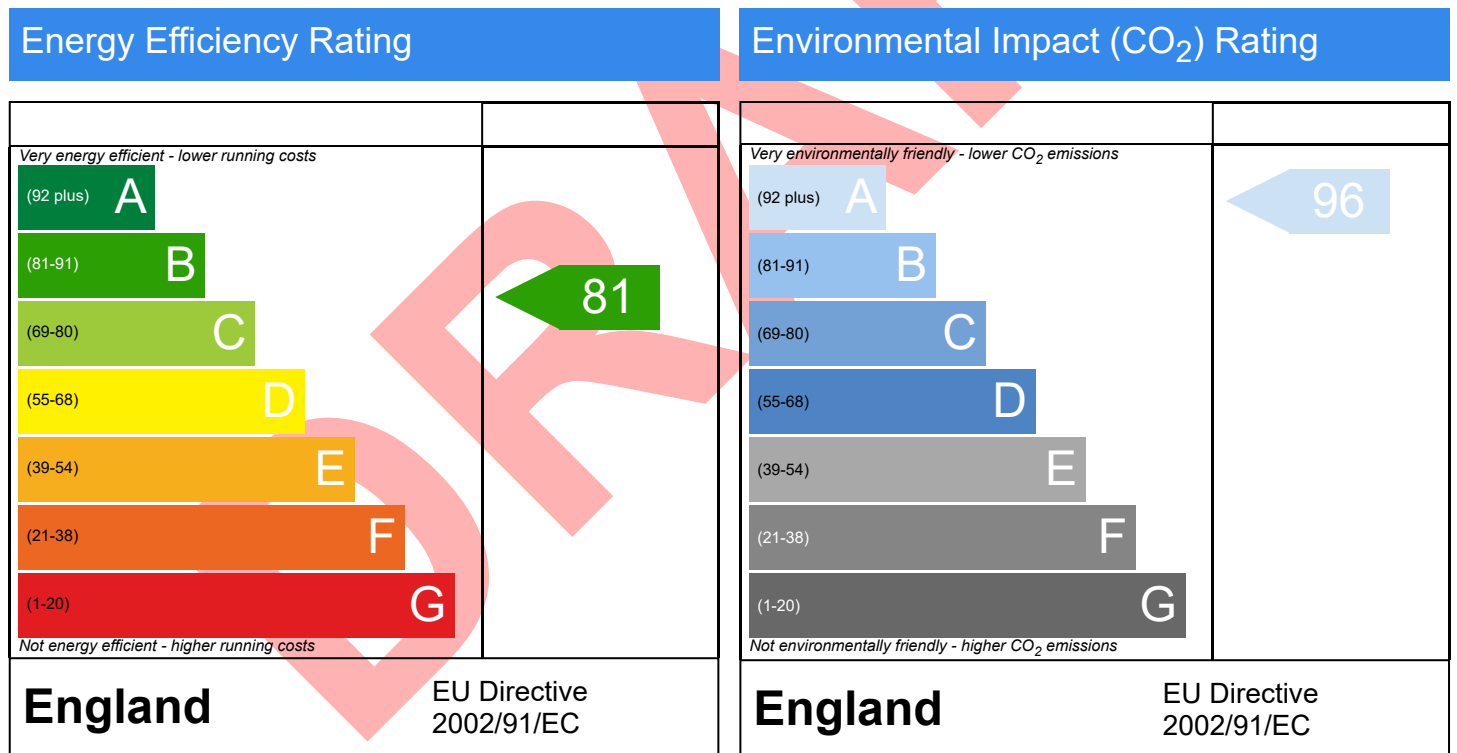 Energy Efficiency Rating
Very energy efficient - lower running costs
(92 plus) A
(81-91) B
(69-80) C
(55-68) D
(39-54) E
(21-38) F
(1-20) G
Not energy efficient - higher running costs
81
England
EU Directive
2002/91/EC
Environmental Impact (CO2) Rating
Very environmentally friendly - lower CO2 emissions
(92 plus) A
(81-91) B
(69-80) C
(55-68) D
(39-54) E
(21-38) F
(1-20) G
Not environmentally friendly - higher CO2 emissions
96
England
EU Directive
2002/91/EC